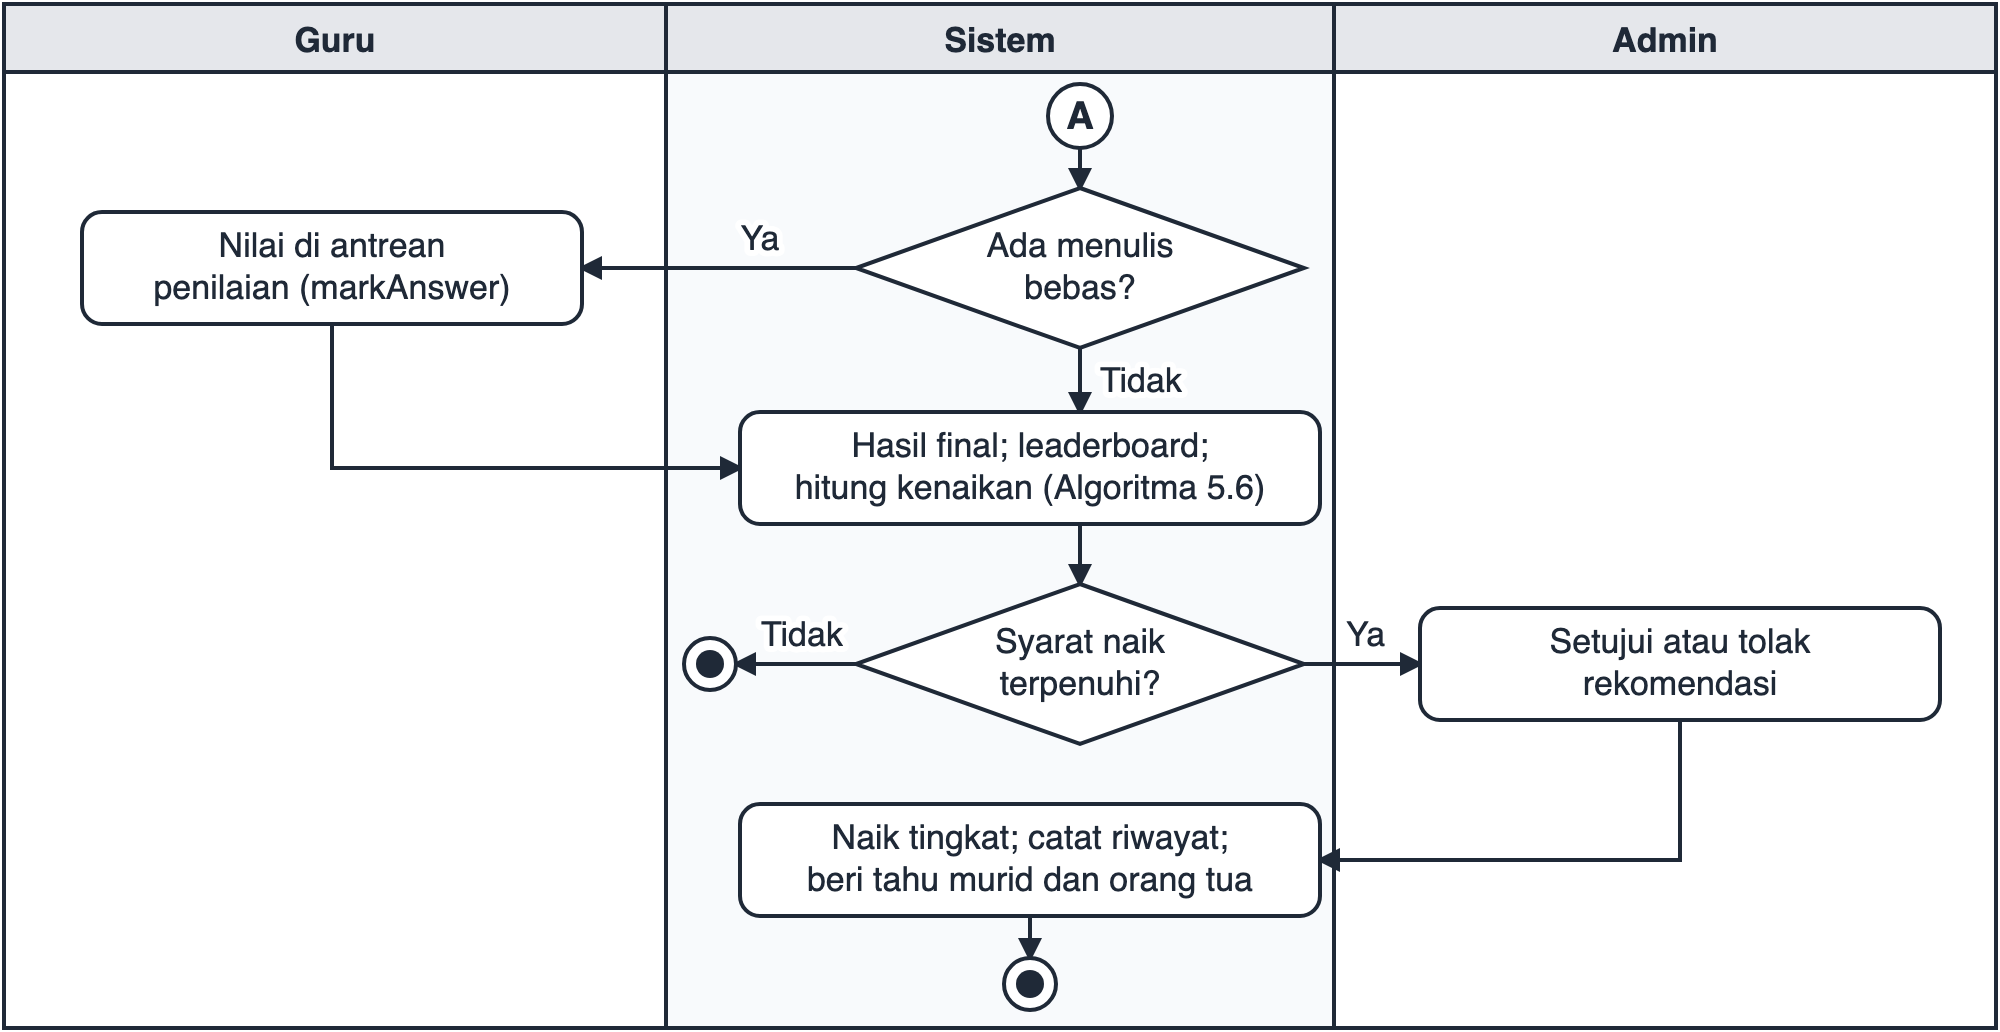 Guru
Sistem
Admin
A
Ada menulis
bebas?
Ya
Nilai di antrean
penilaian (markAnswer)
Tidak
Hasil final; leaderboard;
hitung kenaikan (Algoritma 5.6)
Syarat naik
terpenuhi?
Tidak
Ya
Setujui atau tolak
rekomendasi
Naik tingkat; catat riwayat;
beri tahu murid dan orang tua